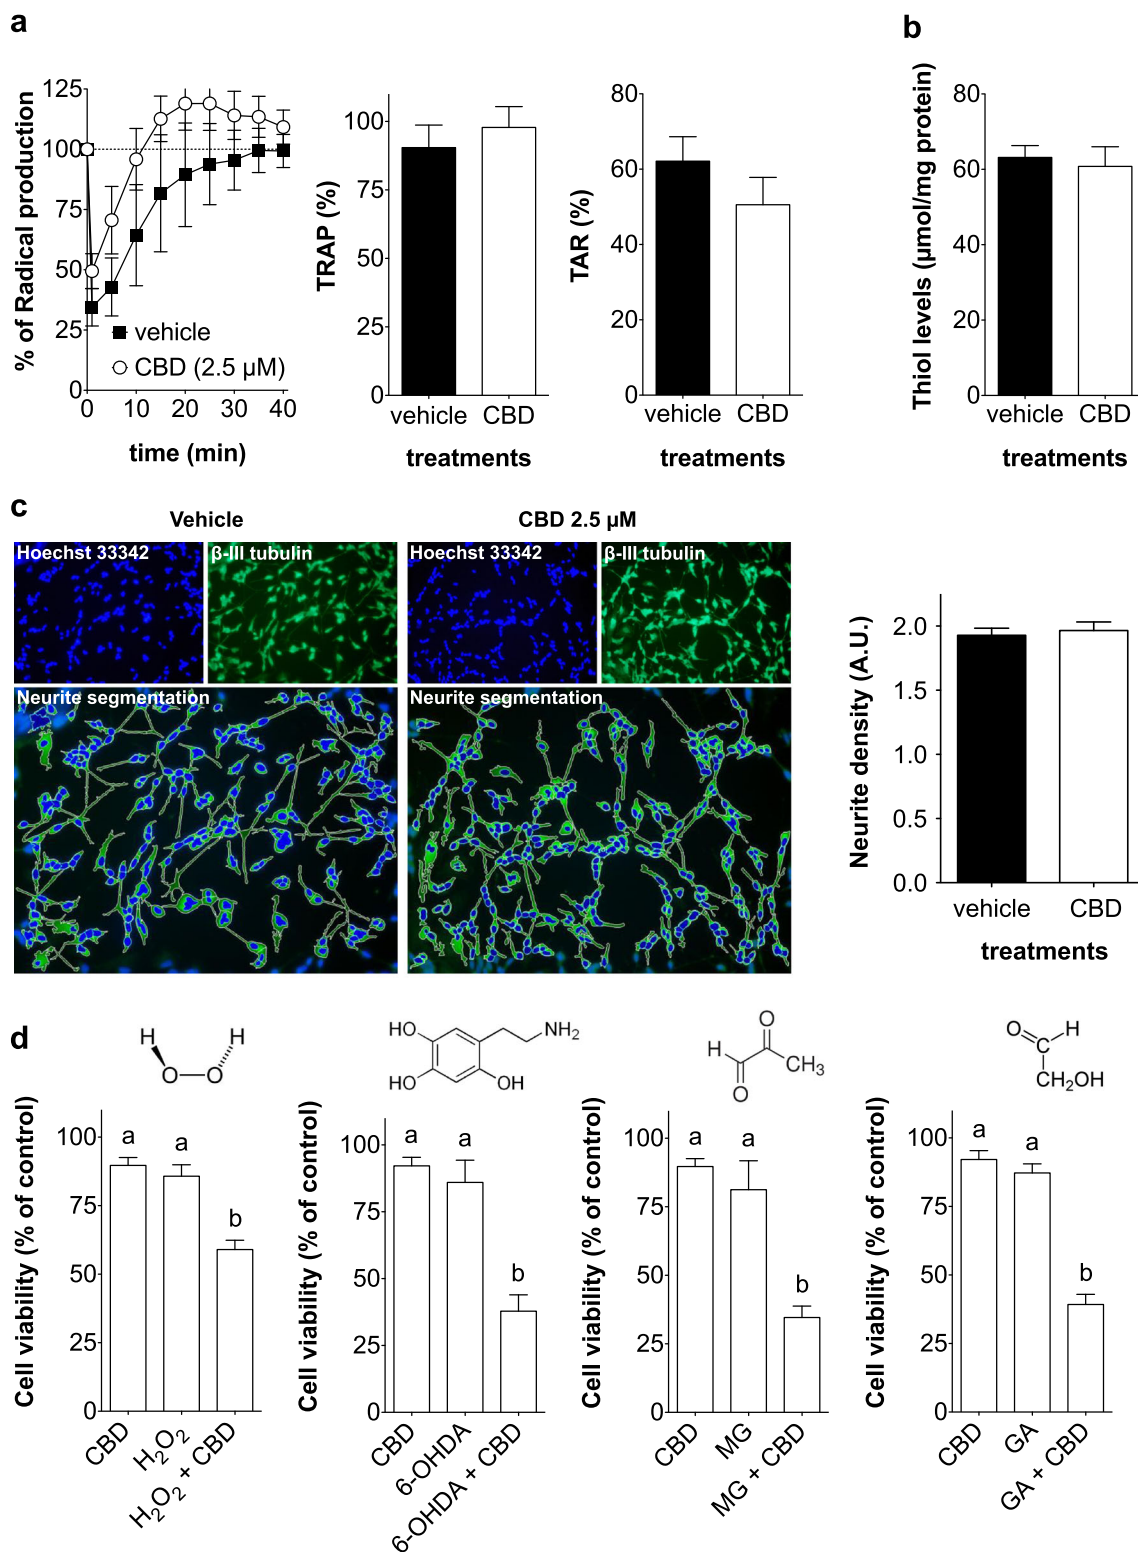 a
% of Radical production
125
100
75
50
25
0
0 10 20 30 40
time (min)
vehicle
CBD (2.5 µM)
TRAP (%)
100
75
50
25
0
vehicle CBD
treatments
TAR (%)
80
60
40
20
0
vehicle CBD
treatments
b
Thiol levels (µmol/mg protein)
80
60
40
20
0
vehicle CBD
treatments
c
Vehicle
CBD 2.5 µM
Hoechst 33342
β-III tubulin
Hoechst 33342
β-III tubulin
Neurite segmentation
Neurite segmentation
Neurite density (A.U.)
2.0
1.5
1.0
0.5
0.0
vehicle CBD
treatments
d
H H
O O
Cell viability (% of control)
100
75
50
25
0
a a b
CBD
H₂O₂
H₂O₂ + CBD
HO
HO
NH₂
OH
Cell viability (% of control)
100
75
50
25
0
a a b
CBD
6-OHDA
6-OHDA + CBD
O
H
CH₃
O
Cell viability (% of control)
100
75
50
25
0
a a b
CBD
MG
MG + CBD
O H
C
CH₂OH
Cell viability (% of control)
100
75
50
25
0
a a b
CBD
GA
GA + CBD